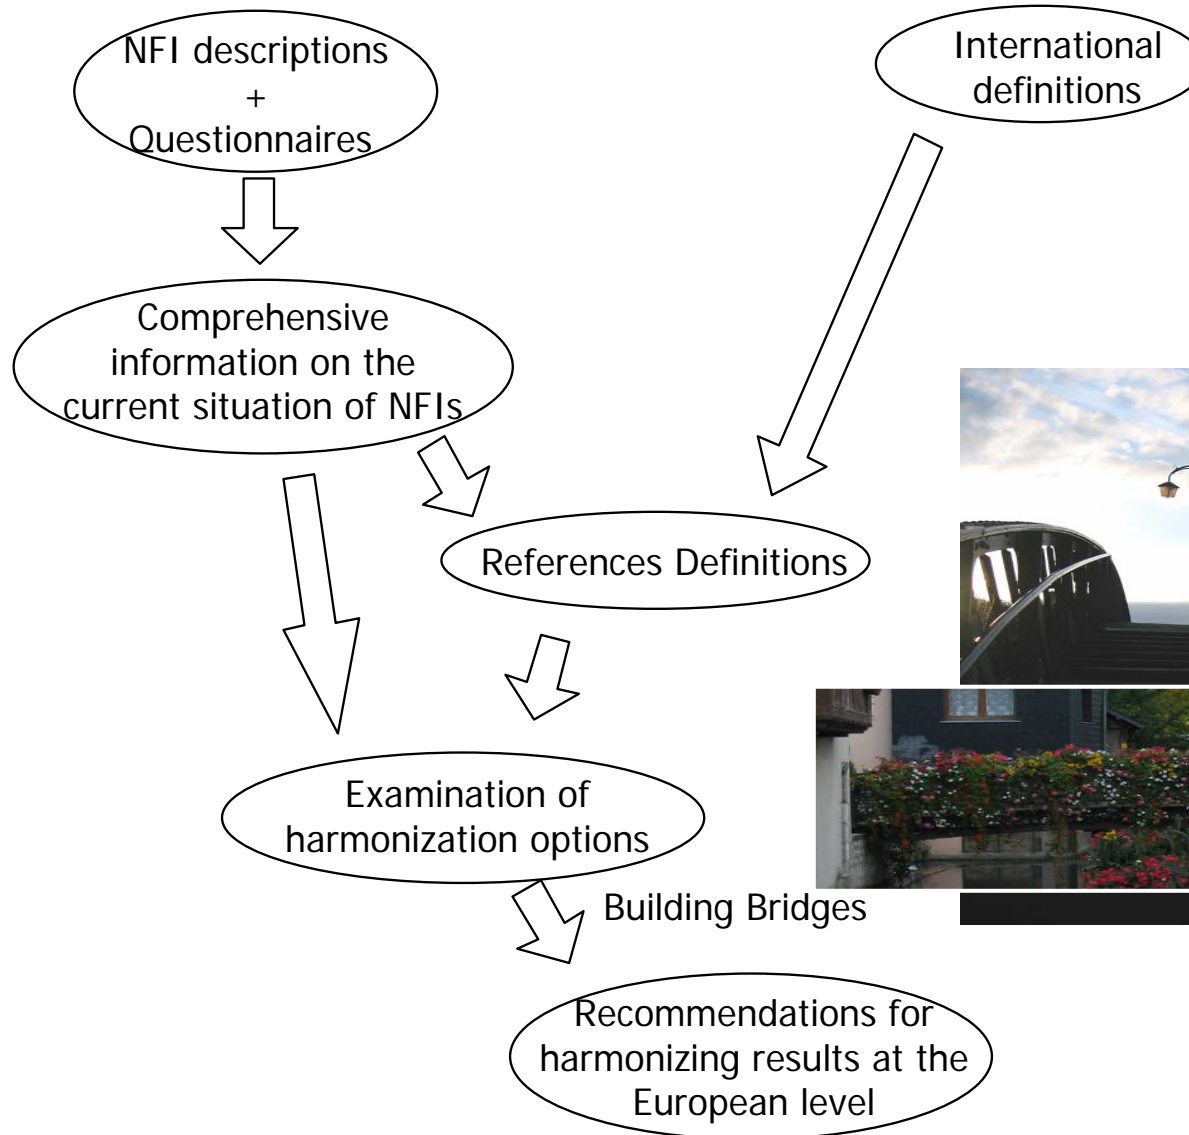 NFI descriptions
+
Questionnaires
International
definitions
Comprehensive
information on the
current situation of NFIs
References Definitions
Examination of
harmonization options
Building Bridges
Recommendations for
harmonizing results at the
European level